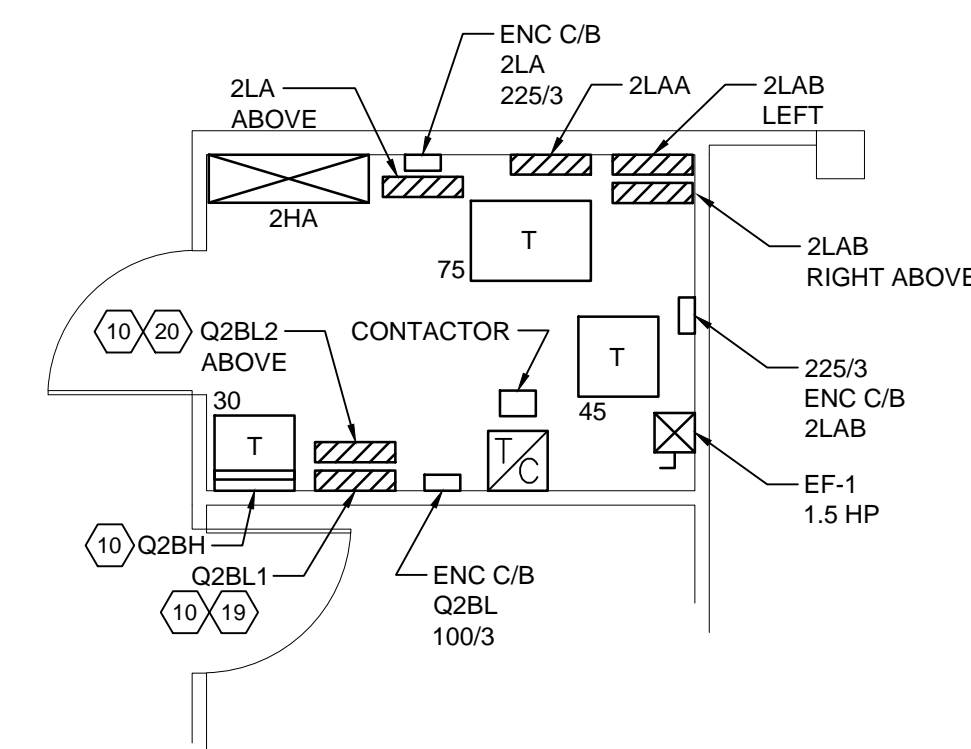 ENC C/B
2LA
225/3
2LA
ABOVE
2LAA
2LAB
LEFT
2HA
T
75
2LAB
RIGHT ABOVE
10 20 Q2BL2
ABOVE
CONTACTOR
T
45
225/3
ENC C/B
2LAB
30
T
T/C
EF-1
1.5 HP
10 Q2BH
Q2BL1
10 19
ENC C/B
Q2BL
100/3